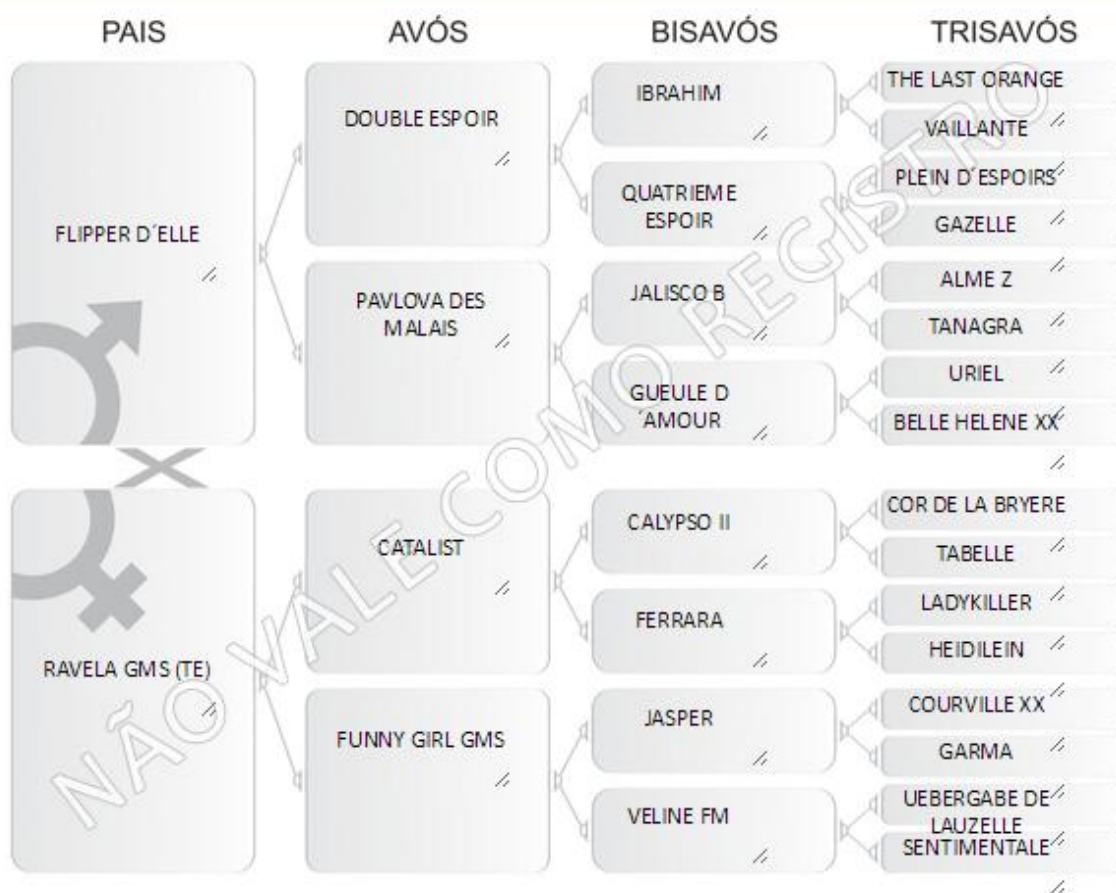 PAIS
AVÓS
BISAVÓS
TRISAVÓS
FLIPPER D´ELLE
DOUBLE ESPOIR
PAVLOVA DES
MALAIS
IBRAHIM
QUATRIEME
ESPOIR
JALISCO B
GUEULE D
´AMOUR
THE LAST ORANGE
VAILLANTE
PLEIN D´ESPOIRS
GAZELLE
ALME Z
TANAGRA
URIEL
BELLE HELENE XX
RAVELA GMS (TE)
CATALIST
FUNNY GIRL GMS
CALYPSO II
FERRARA
JASPER
VELINE FM
COR DE LA BRYERE
TABELLE
LADYKILLER
HEIDILEIN
COURVILLE XX
GARMA
UEBERGABE DE
LAUZELLE
SENTIMENTALE
NÃO VALE COMO REGISTRO